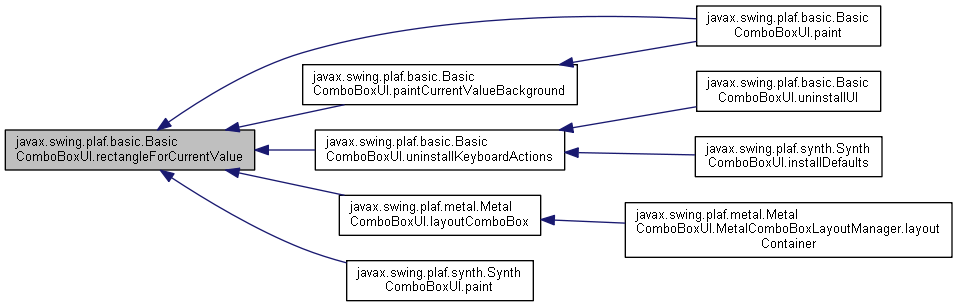 javax.swing.plaf.basic.Basic
ComboBoxUI.paint
javax.swing.plaf.basic.Basic
ComboBoxUI.paintCurrentValueBackground
javax.swing.plaf.basic.Basic
ComboBoxUI.uninstallUI
javax.swing.plaf.basic.Basic
ComboBoxUI.rectangleForCurrentValue
javax.swing.plaf.basic.Basic
ComboBoxUI.uninstallKeyboardActions
javax.swing.plaf.synth.Synth
ComboBoxUI.installDefaults
javax.swing.plaf.metal.Metal
ComboBoxUI.layoutComboBox
javax.swing.plaf.metal.Metal
ComboBoxUI.MetalComboBoxLayoutManager.layout
Container
javax.swing.plaf.synth.Synth
ComboBoxUI.paint